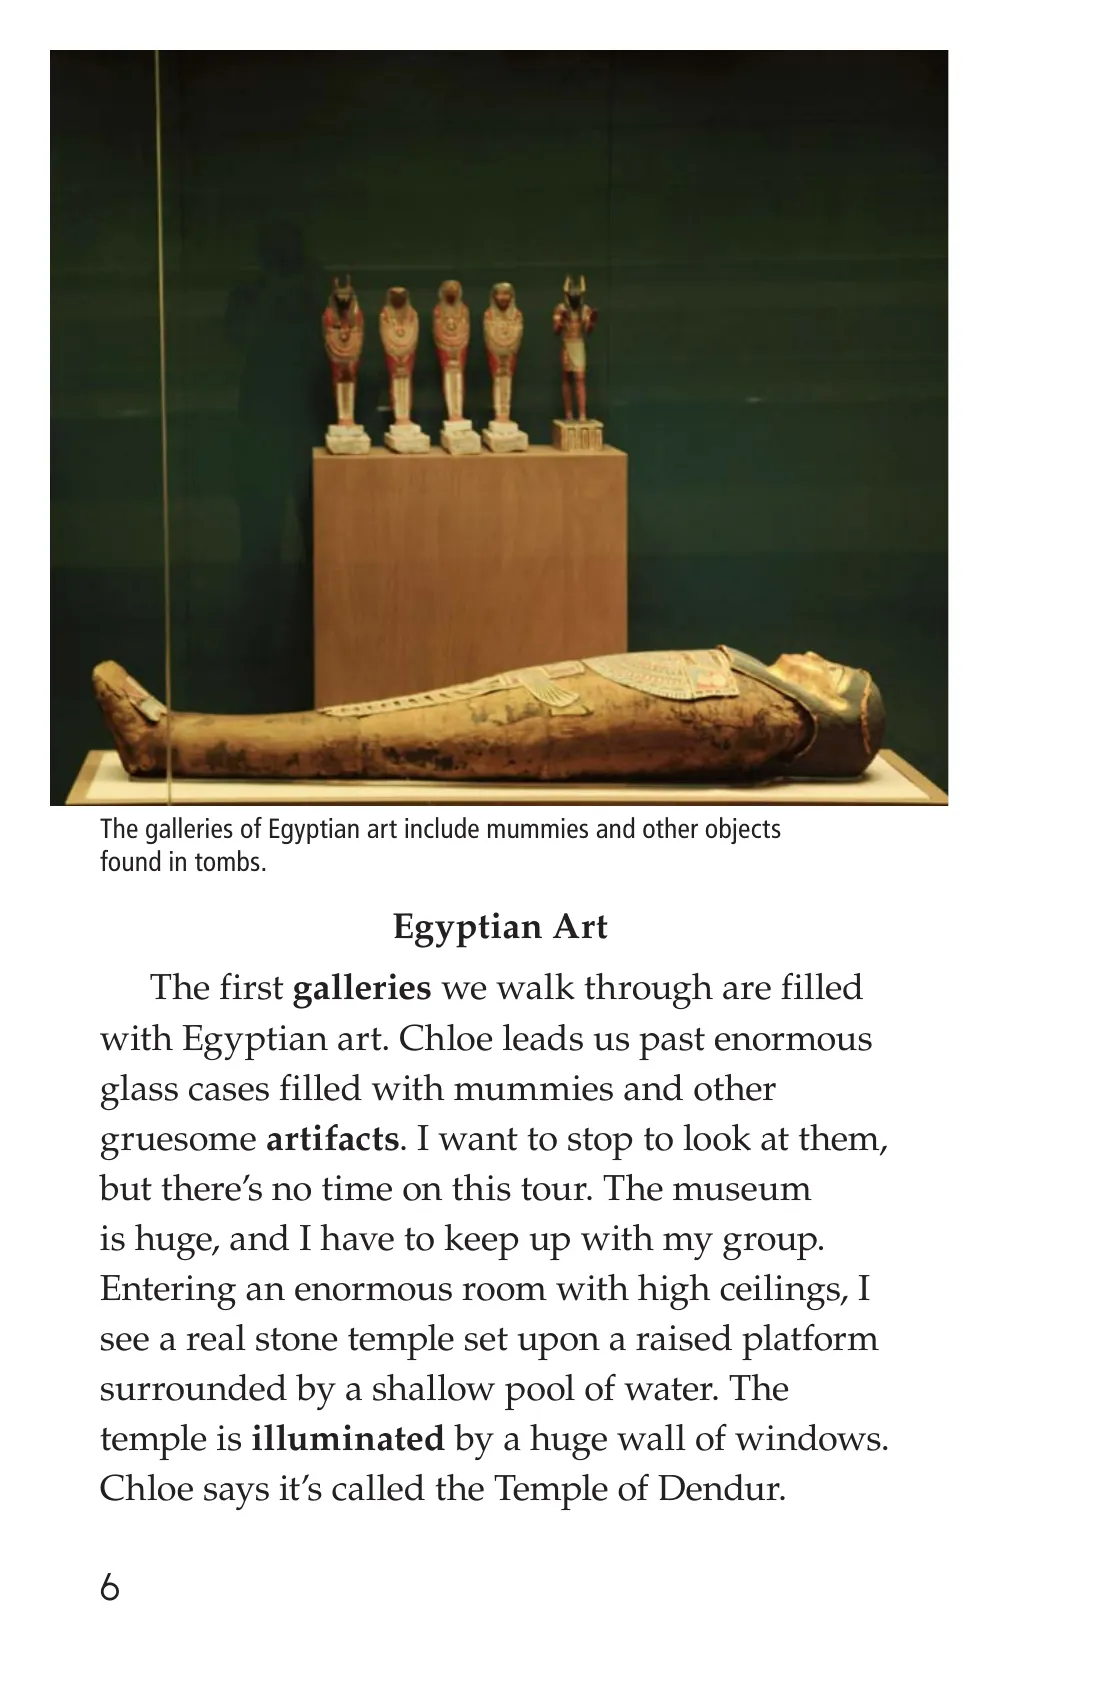 The galleries of Egyptian art include mummies and other objects
found in tombs.
Egyptian Art
The first galleries we walk through are filled
with Egyptian art. Chloe leads us past enormous
glass cases filled with mummies and other
gruesome artifacts. I want to stop to look at them,
but there’s no time on this tour. The museum
is huge, and I have to keep up with my group.
Entering an enormous room with high ceilings, I
see a real stone temple set upon a raised platform
surrounded by a shallow pool of water. The
temple is illuminated by a huge wall of windows.
Chloe says it’s called the Temple of Dendur.
6